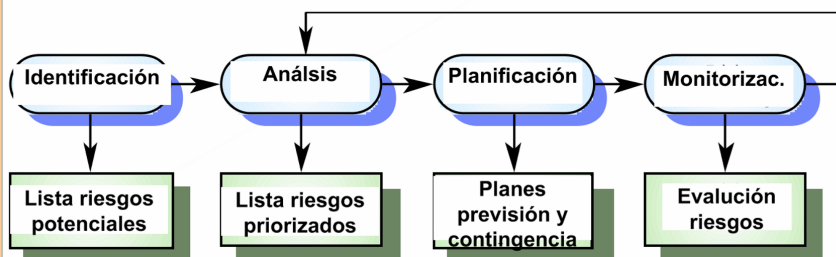 Identificación
Análsis
Planificación
Monitorizac.
Lista riesgos
potenciales
Lista riesgos
priorizados
Planes
previsión y
contingencia
Evalución
riesgos